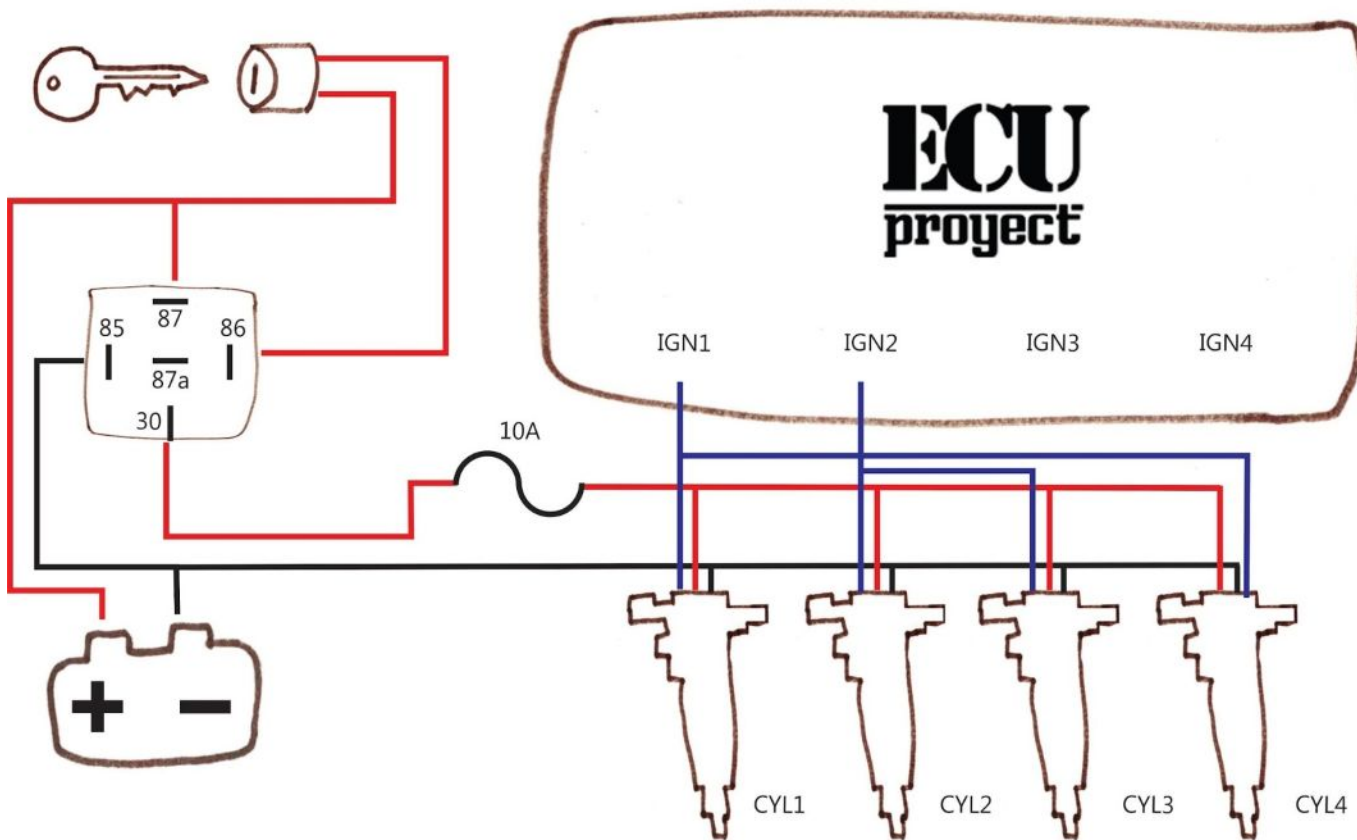 ECU
proyect
IGN1 IGN2 IGN3 IGN4
87
85 86
87a
30
10A
+ −
CYL1 CYL2 CYL3 CYL4